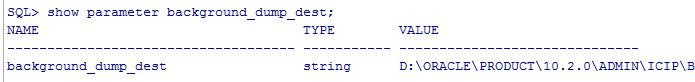 SQL> show parameter background_dump_dest;
NAME                                 TYPE        VALUE
------------------------------------ ----------- ------------------------------
background_dump_dest                 string      D:\ORACLE\PRODUCT\10.2.0\ADMIN\ICIP\B